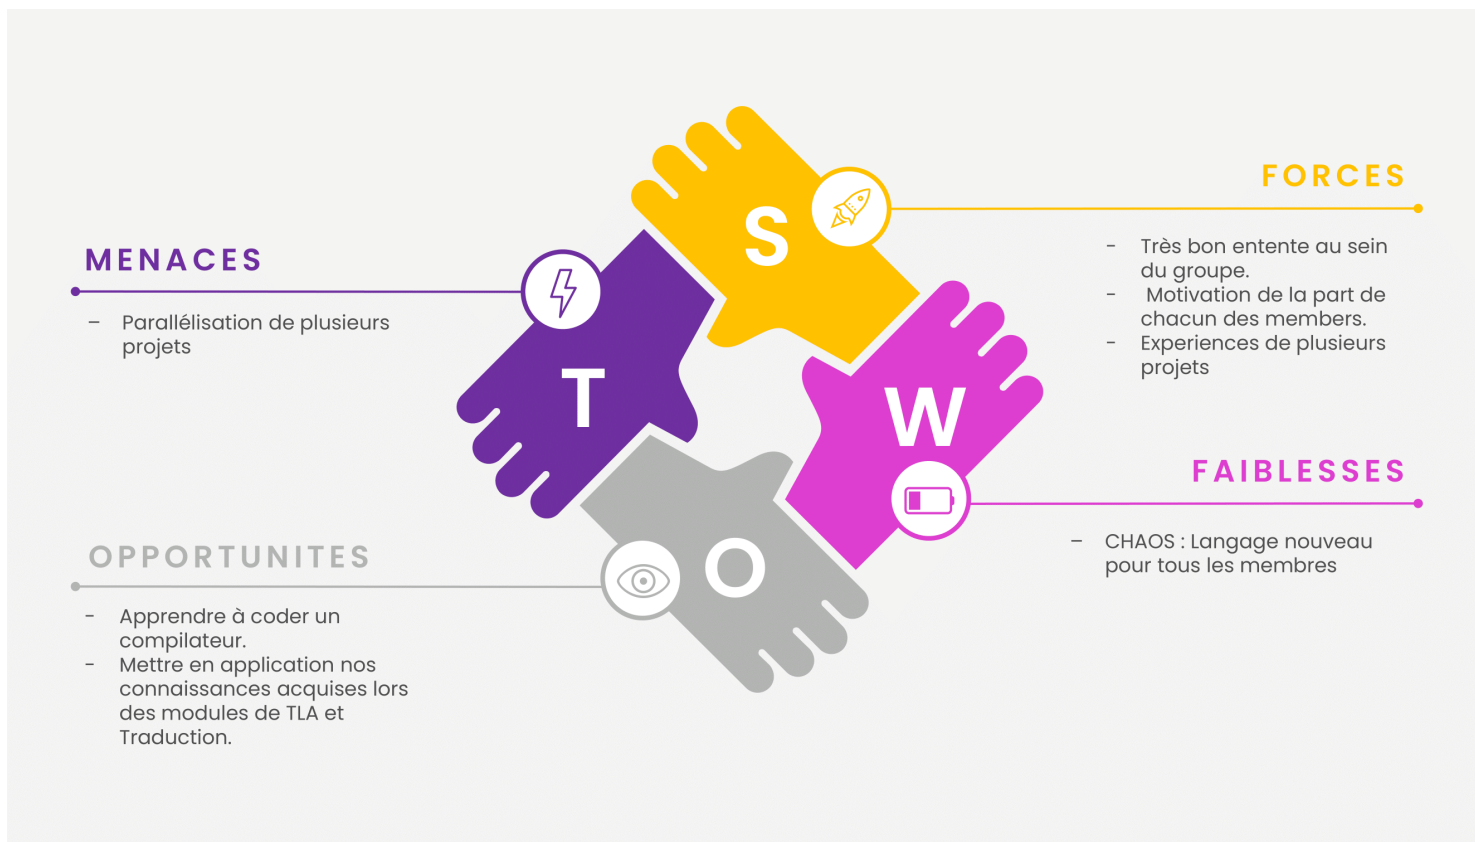 S
FORCES
- Très bon entente au sein
du groupe.
- Motivation de la part de
chacun des members.
- Experiences de plusieurs
projets
MENACES
– Parallélisation de plusieurs
projets
T
W
FAIBLESSES
– CHAOS : Langage nouveau
pour tous les membres
OPPORTUNITES
- Apprendre à coder un
compilateur.
- Mettre en application nos
connaissances acquises lors
des modules de TLA et
Traduction.
O